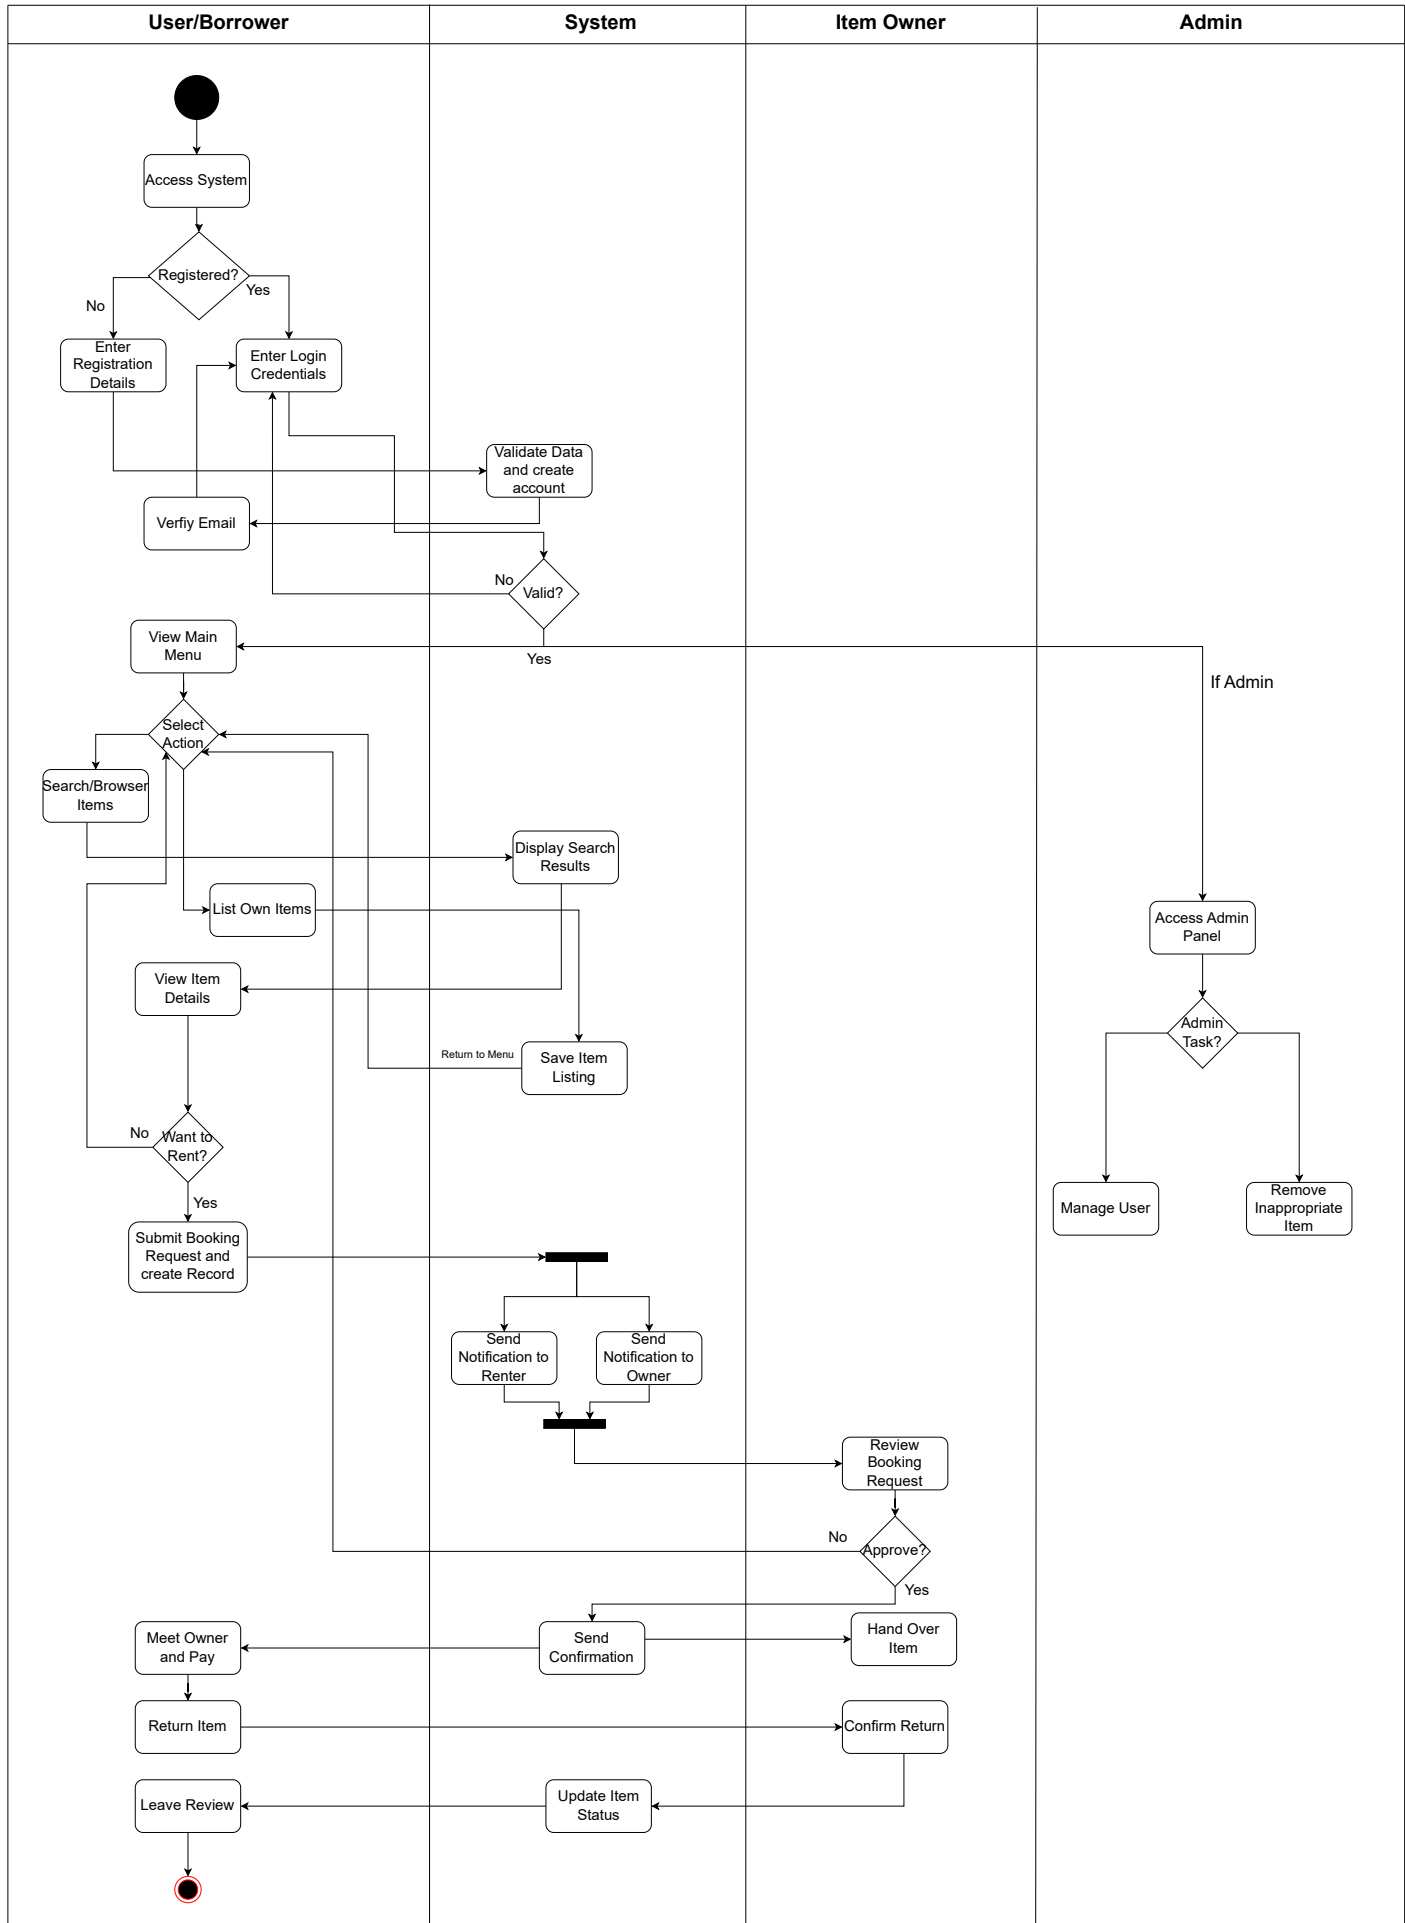 User/Borrower
System
Item Owner
Admin
Access System
Registered?
Yes
No
Enter
Registration
Details
Enter Login
Credentials
Validate Data
and create
account
Verfiy Email
No
Valid?
Yes
View Main
Menu
If Admin
Select
Action
Search/Browser
Items
Display Search
Results
List Own Items
Access Admin
Panel
View Item
Details
Admin
Task?
Return to Menu
Save Item
Listing
No
Want to
Rent?
Yes
Manage User
Remove
Inappropriate
Item
Submit Booking
Request and
create Record
Send
Notification to
Renter
Send
Notification to
Owner
Review
Booking
Request
No
Approve?
Yes
Meet Owner
and Pay
Send
Confirmation
Hand Over
Item
Return Item
Confirm Return
Leave Review
Update Item
Status